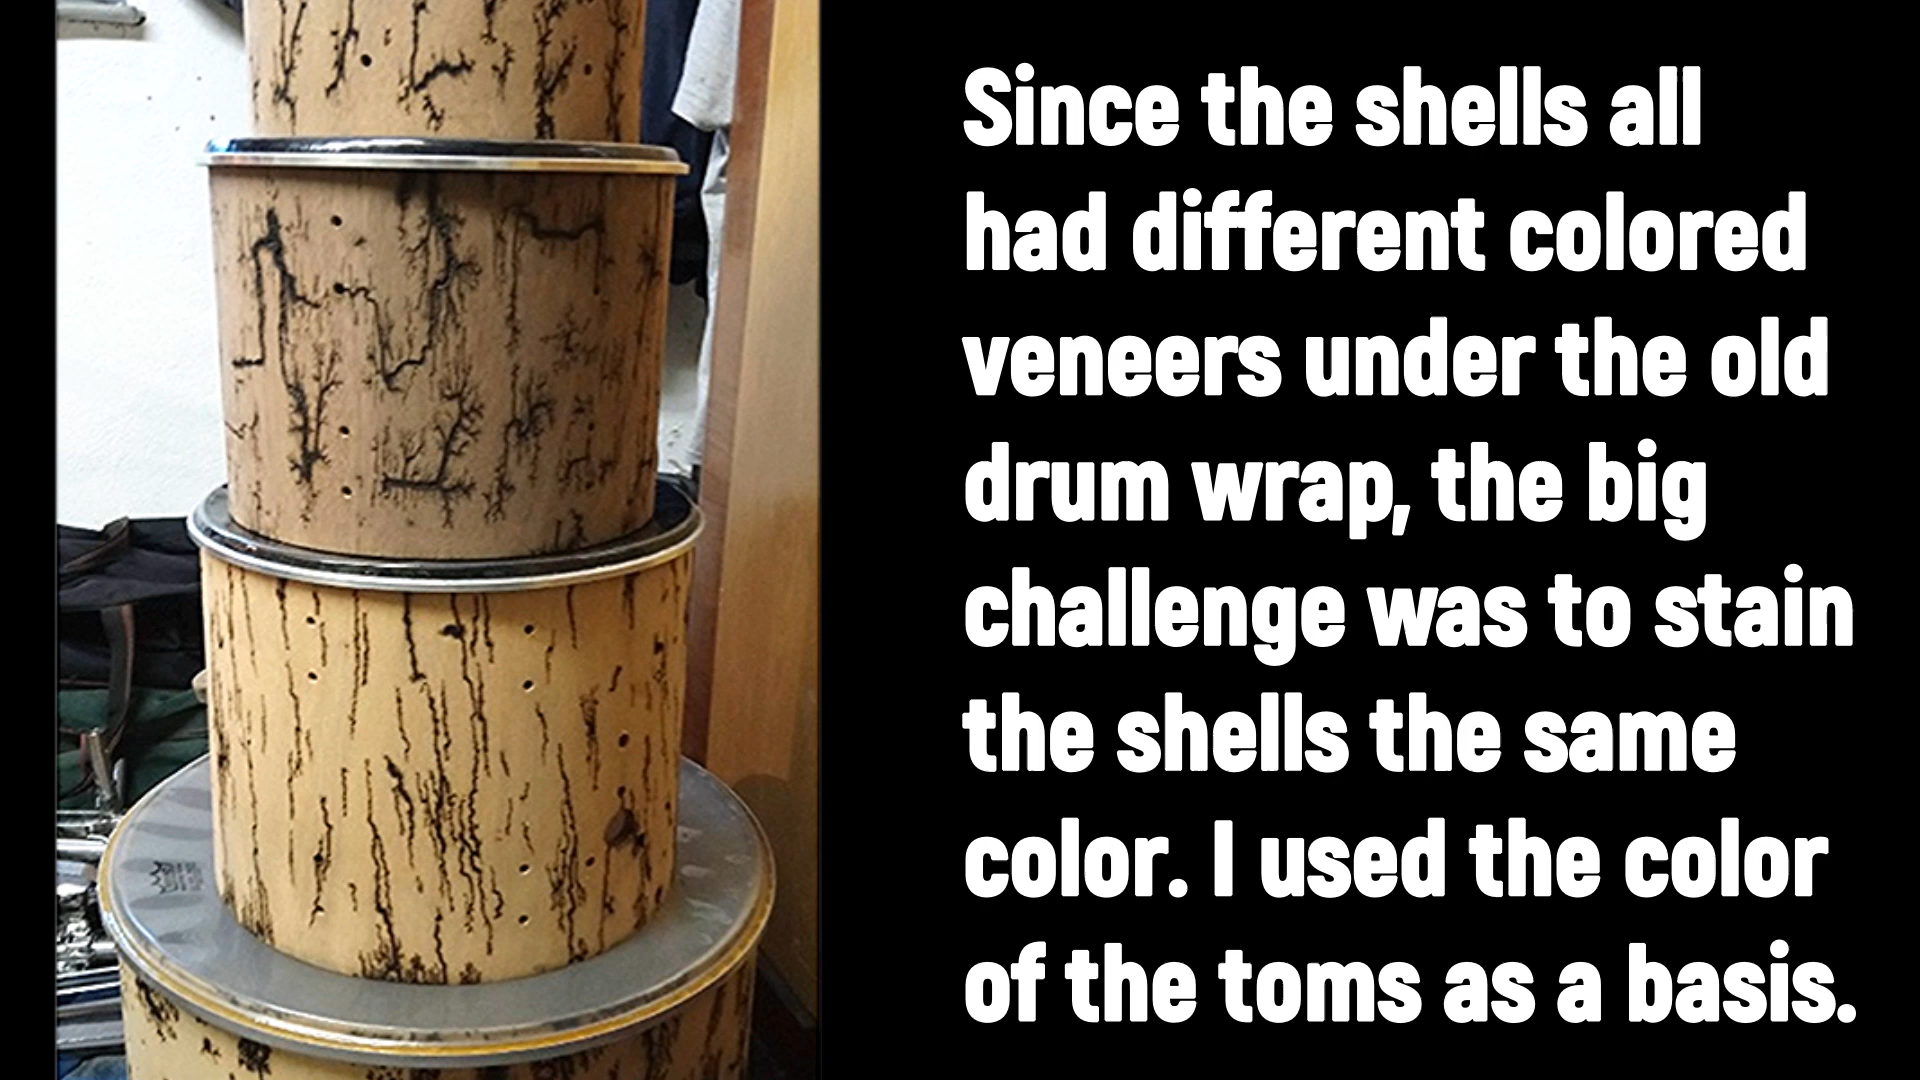 Since the shells all
had different colored
veneers under the old
drum wrap, the big
challenge was to stain
the shells the same
color. I used the color
of the toms as a basis.